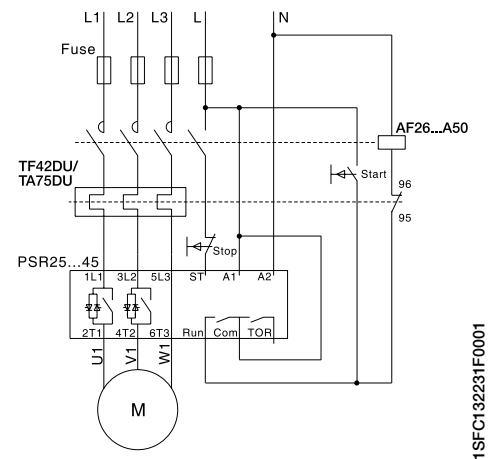 L1 L2 L3 L N
Fuse
AF26...A50
TF42DU/
TA75DU
Start
96
95
Stop
PSR25...45
1L1 3L2 5L3 ST A1 A2
2T1 4T2 6T3 Run Com TOR
U1 V1 W1
M
1SFC132231F0001